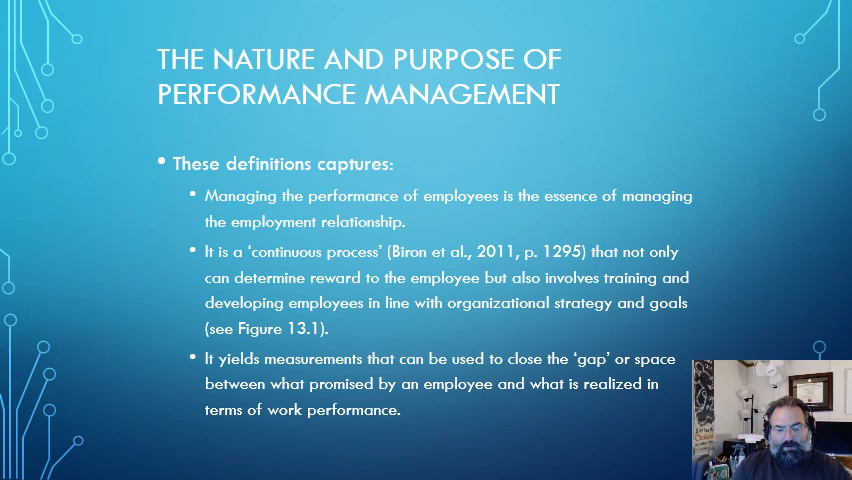 THE NATURE AND PURPOSE OF
PERFORMANCE MANAGEMENT
• These definitions captures:
• Managing the performance of employees is the essence of managing
the employment relationship.
• It is a ‘continuous process’ (Biron et al., 2011, p. 1295) that not only
can determine reward to the employee but also involves training and
developing employees in line with organizational strategy and goals
(see Figure 13.1).
• It yields measurements that can be used to close the ‘gap’ or space
between what promised by an employee and what is realized in
terms of work performance.